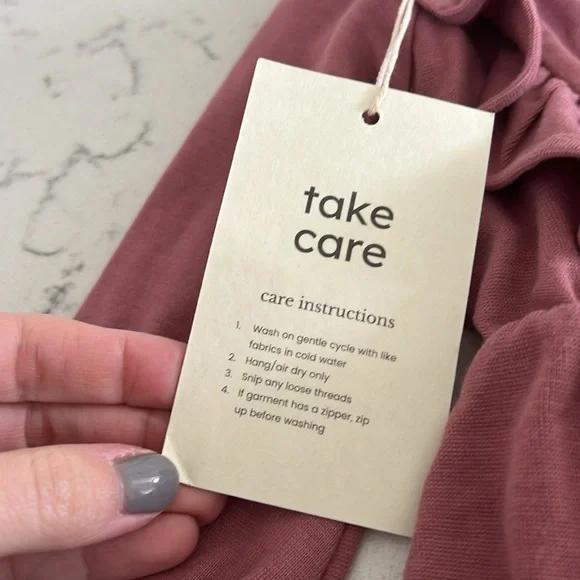 take
care
care instructions
1. Wash on gentle cycle with like
fabrics in cold water
2. Hang/air dry only
3. Snip any loose threads
4. If garment has a zipper, zip
up before washing